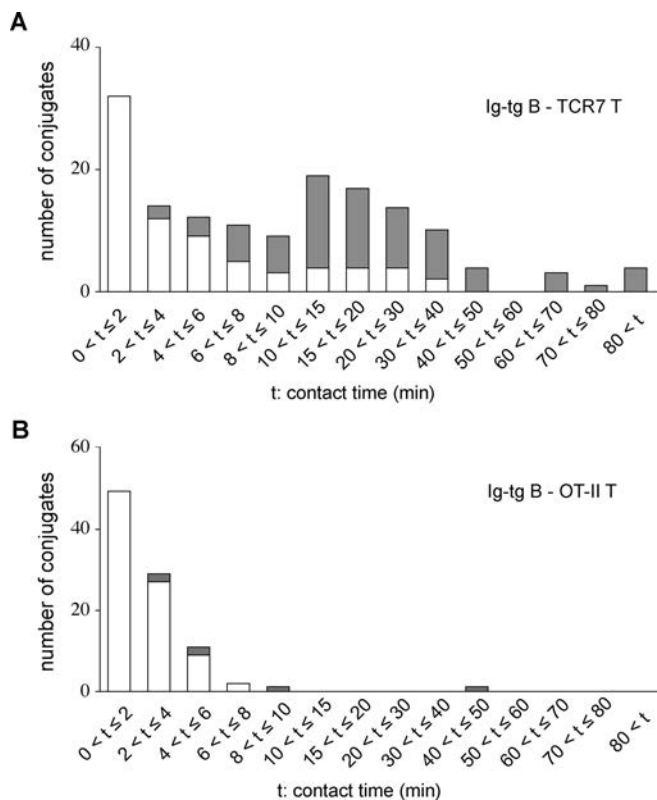 A
40
Ig-tg B - TCR7 T
20
0
number of conjugates
0 < t ≤ 2
2 < t ≤ 4
4 < t ≤ 6
6 < t ≤ 8
8 < t ≤ 10
10 < t ≤ 15
15 < t ≤ 20
20 < t ≤ 30
30 < t ≤ 40
40 < t ≤ 50
50 < t ≤ 60
60 < t ≤ 70
70 < t ≤ 80
80 < t
t: contact time (min)
B
60
Ig-tg B - OT-II T
40
20
0
number of conjugates
0 < t ≤ 2
2 < t ≤ 4
4 < t ≤ 6
6 < t ≤ 8
8 < t ≤ 10
10 < t ≤ 15
15 < t ≤ 20
20 < t ≤ 30
30 < t ≤ 40
40 < t ≤ 50
50 < t ≤ 60
60 < t ≤ 70
70 < t ≤ 80
80 < t
t: contact time (min)